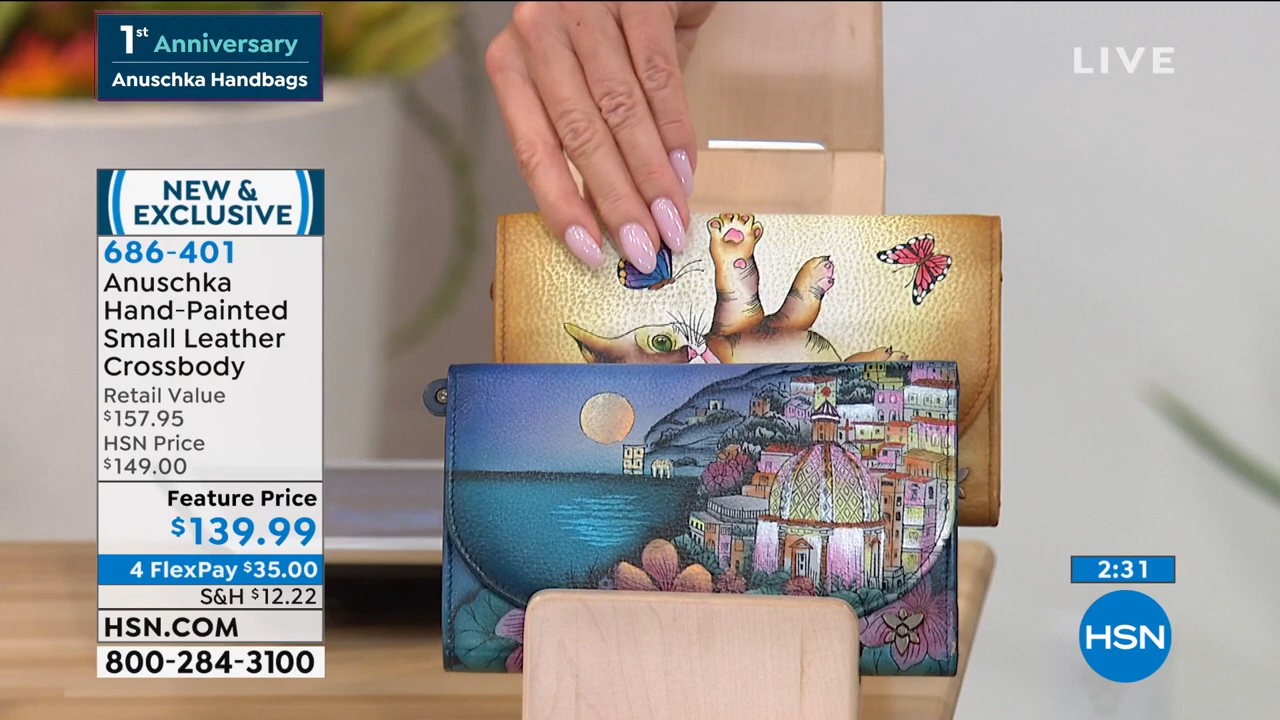 1st Anniversary
Anuschka Handbags
LIVE
NEW &
EXCLUSIVE
686-401
Anuschka
Hand-Painted
Small Leather
Crossbody
Retail Value
$157.95
HSN Price
$149.00
Feature Price
$139.99
4 FlexPay $35.00
S&H $12.22
HSN.COM
800-284-3100
2:31
HSN